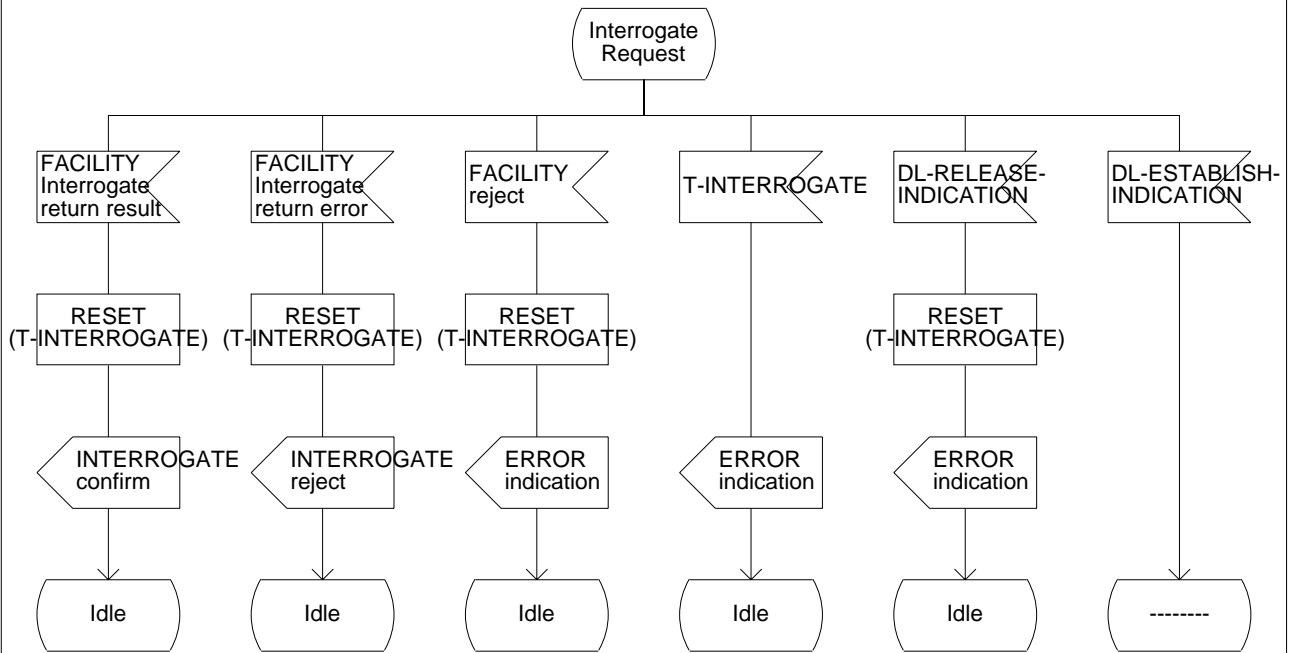 Interrogate
Request
FACILITY
Interrogate
return result
FACILITY
Interrogate
return error
FACILITY
reject
T-INTERROGATE
DL-RELEASE-
INDICATION
DL-ESTABLISH-
INDICATION
RESET
(T-INTERROGATE)
RESET
(T-INTERROGATE)
RESET
(T-INTERROGATE)
RESET
(T-INTERROGATE)
INTERROGATE
confirm
INTERROGATE
reject
ERROR
indication
ERROR
indication
ERROR
indication
Idle
Idle
Idle
Idle
Idle
--------